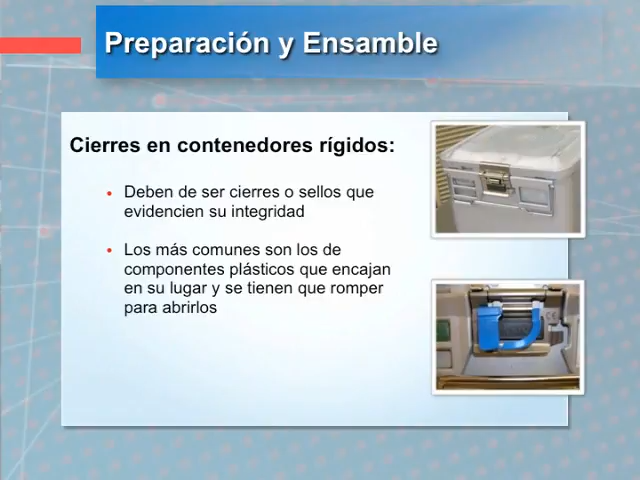 Preparación y Ensamble
Cierres en contenedores rígidos:
• Deben de ser cierres o sellos que
evidencien su integridad
• Los más comunes son los de
componentes plásticos que encajan
en su lugar y se tienen que romper
para abrirlos